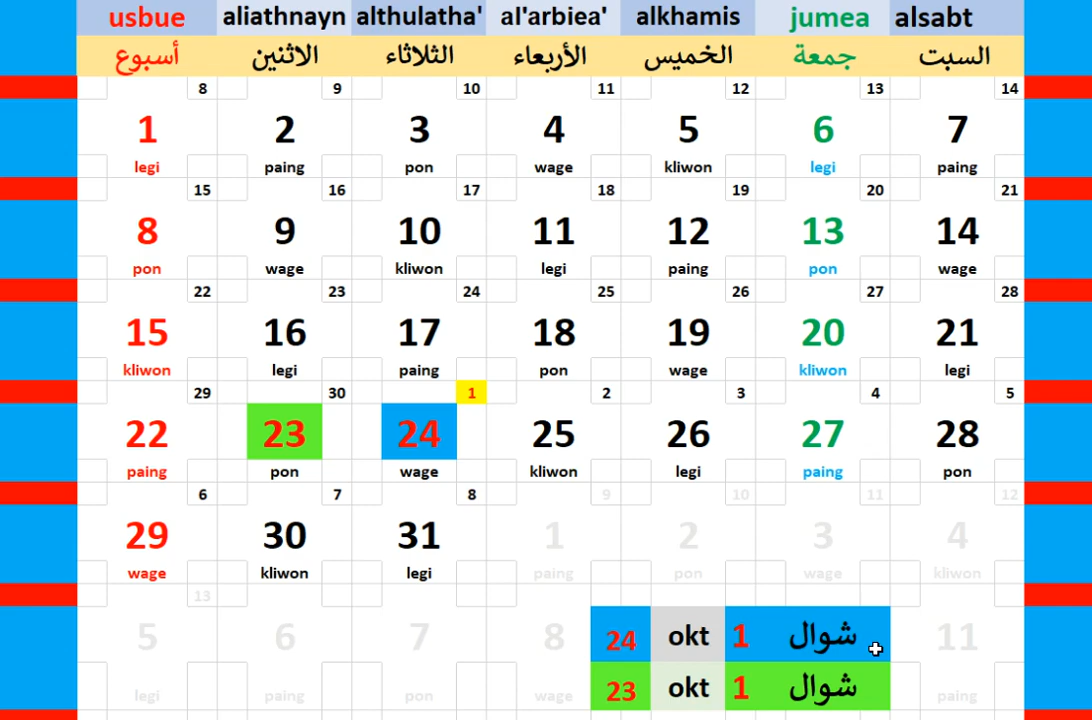 usbue aliathnayn althulatha' al'arbiea' alkhamis jumea alsabt
أسبوع الاثنين الثلاثاء الأربعاء الخميس جمعة السبت
8 9 10 11 12 13 14
1 2 3 4 5 6 7
legi paing pon wage kliwon legi paing
15 16 17 18 19 20 21
8 9 10 11 12 13 14
pon wage kliwon legi paing pon wage
22 23 24 25 26 27 28
15 16 17 18 19 20 21
kliwon legi paing pon wage kliwon legi
29 30 1 2 3 4 5
22 23 24 25 26 27 28
paing pon wage kliwon legi paing pon
6 7 8 9 10 11 12
29 30 31 1 2 3 4
wage kliwon legi paing pon wage kliwon
13
5 6 7 8 24 okt 1 شوال 11
legi paing pon wage 23 okt 1 شوال paing